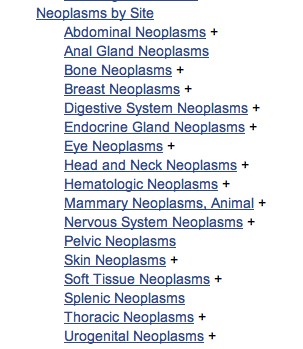 Neoplasms by Site
Abdominal Neoplasms +
Anal Gland Neoplasms
Bone Neoplasms +
Breast Neoplasms +
Digestive System Neoplasms +
Endocrine Gland Neoplasms +
Eye Neoplasms +
Head and Neck Neoplasms +
Hematologic Neoplasms +
Mammary Neoplasms, Animal +
Nervous System Neoplasms +
Pelvic Neoplasms
Skin Neoplasms +
Soft Tissue Neoplasms +
Splenic Neoplasms
Thoracic Neoplasms +
Urogenital Neoplasms +